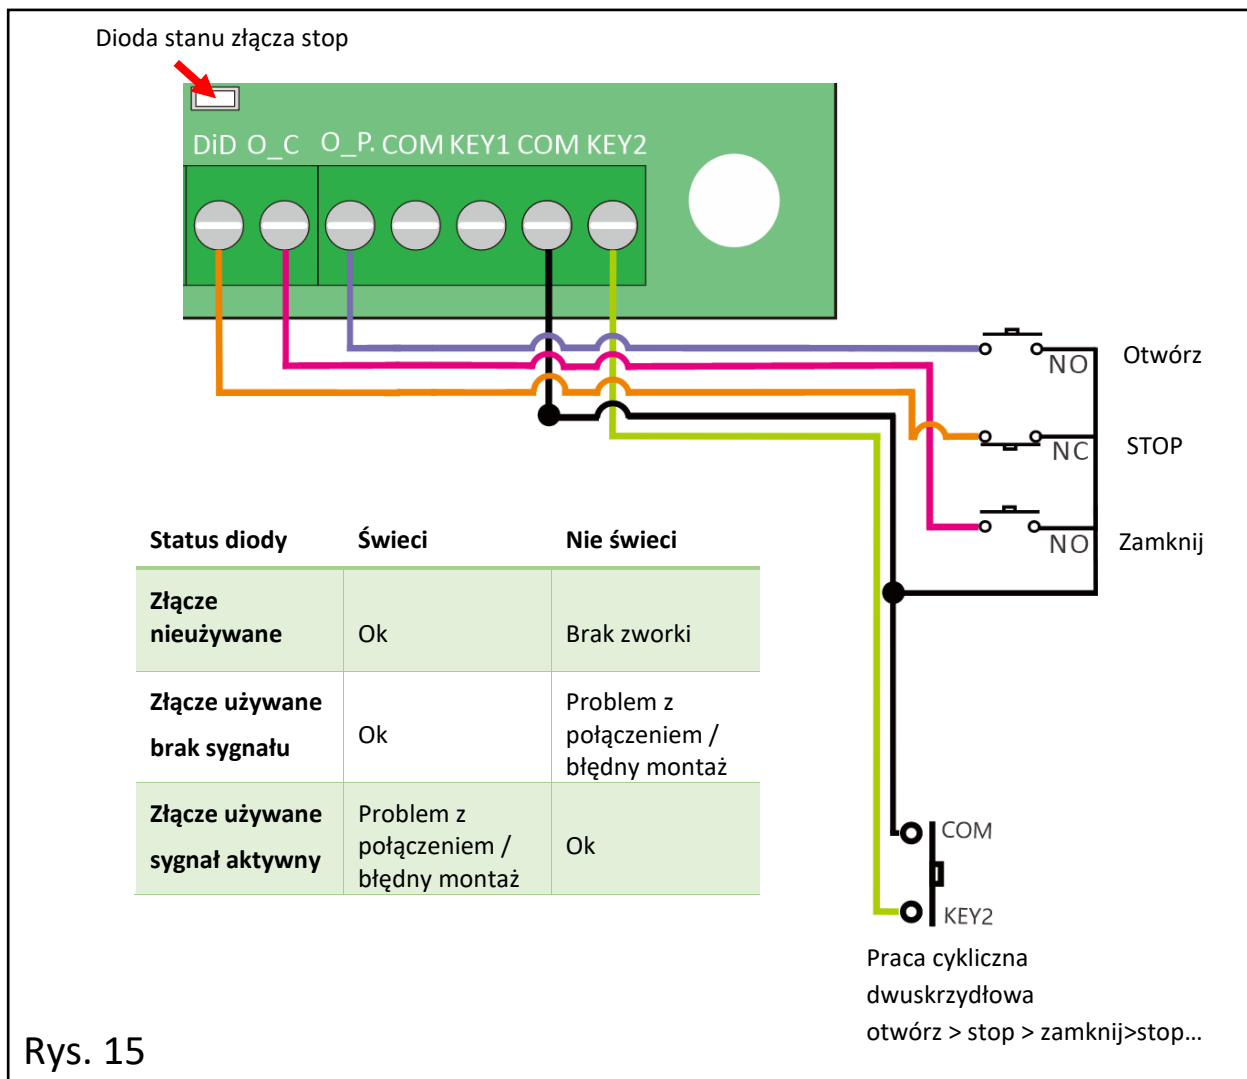 Dioda stanu złącza stop
DiD O_C O_P. COM KEY1 COM KEY2
NO
Otwórz
NC
STOP
NO
Zamknij
Status diody Świeci Nie świeci
Złącze
nieużywane
Ok
Brak zworki
Złącze używane
brak sygnału
Ok
Problem z
połączeniem /
błędny montaż
Złącze używane
sygnał aktywny
Problem z
połączeniem /
błędny montaż
Ok
COM
KEY2
Praca cykliczna
dwuskrzydłowa
otwórz > stop > zamknij>stop...
Rys. 15